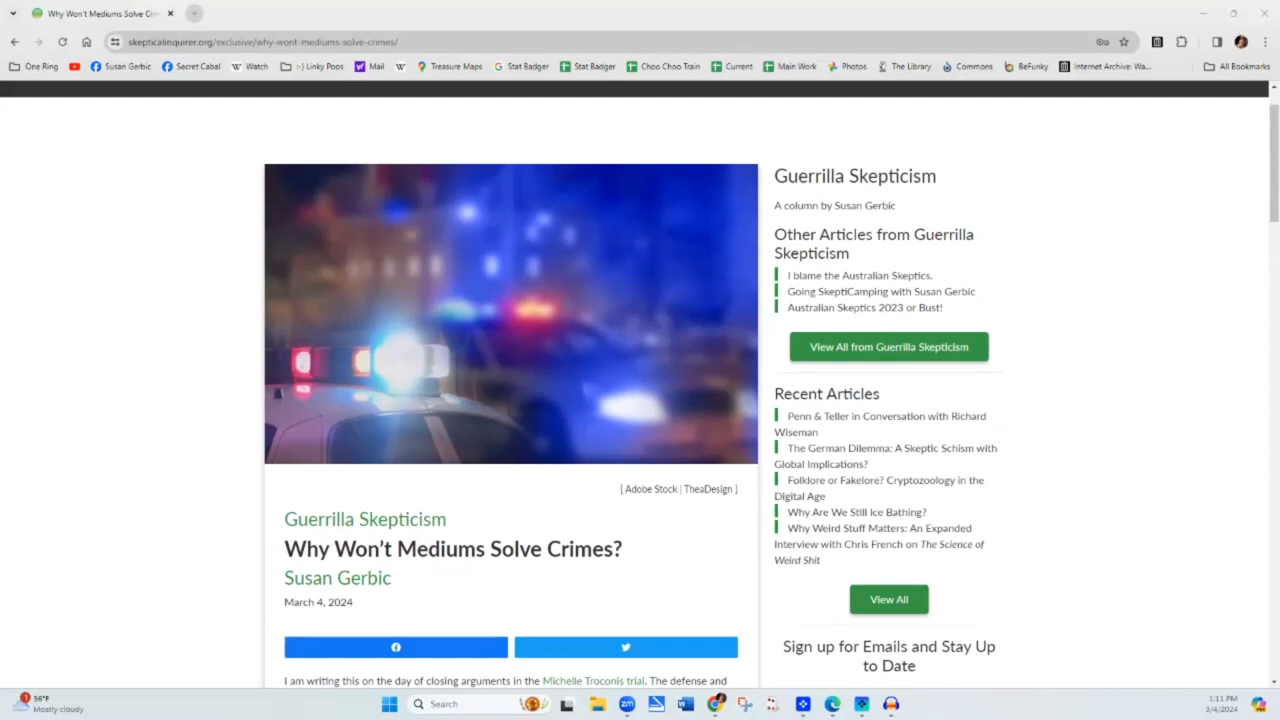 Why Won't Mediums Solve Crim
skepticalinquirer.org/exclusive/why-wont-mediums-solve-crimes/
One Ring
Susan Gerbic
Secret Cabal
Watch
:-) Linky Poos
Mail
Treasure Maps
Stat Badger
Stat Badger
Choo Choo Train
Current
Main Work
Photos
The Library
Commons
BeFunky
Internet Archive: Wa...
All Bookmarks
[ Adobe Stock | TheaDesign ]
Guerrilla Skepticism
Why Won't Mediums Solve Crimes?
Susan Gerbic
March 4, 2024
I am writing this on the day of closing arguments in the Michelle Troconis trial. The defense and
Guerrilla Skepticism
A column by Susan Gerbic
Other Articles from Guerrilla
Skepticism
I blame the Australian Skeptics.
Going SkeptiCamping with Susan Gerbic
Australian Skeptics 2023 or Bust!
View All from Guerrilla Skepticism
Recent Articles
Penn & Teller in Conversation with Richard
Wiseman
The German Dilemma: A Skeptic Schism with
Global Implications?
Folklore or Fakelore? Cryptozoology in the
Digital Age
Why Are We Still Ice Bathing?
Why Weird Stuff Matters: An Expanded
Interview with Chris French on The Science of
Weird Shit
View All
Sign up for Emails and Stay Up
to Date
1
56°F
Mostly cloudy
Search
1:11 PM
3/4/2024